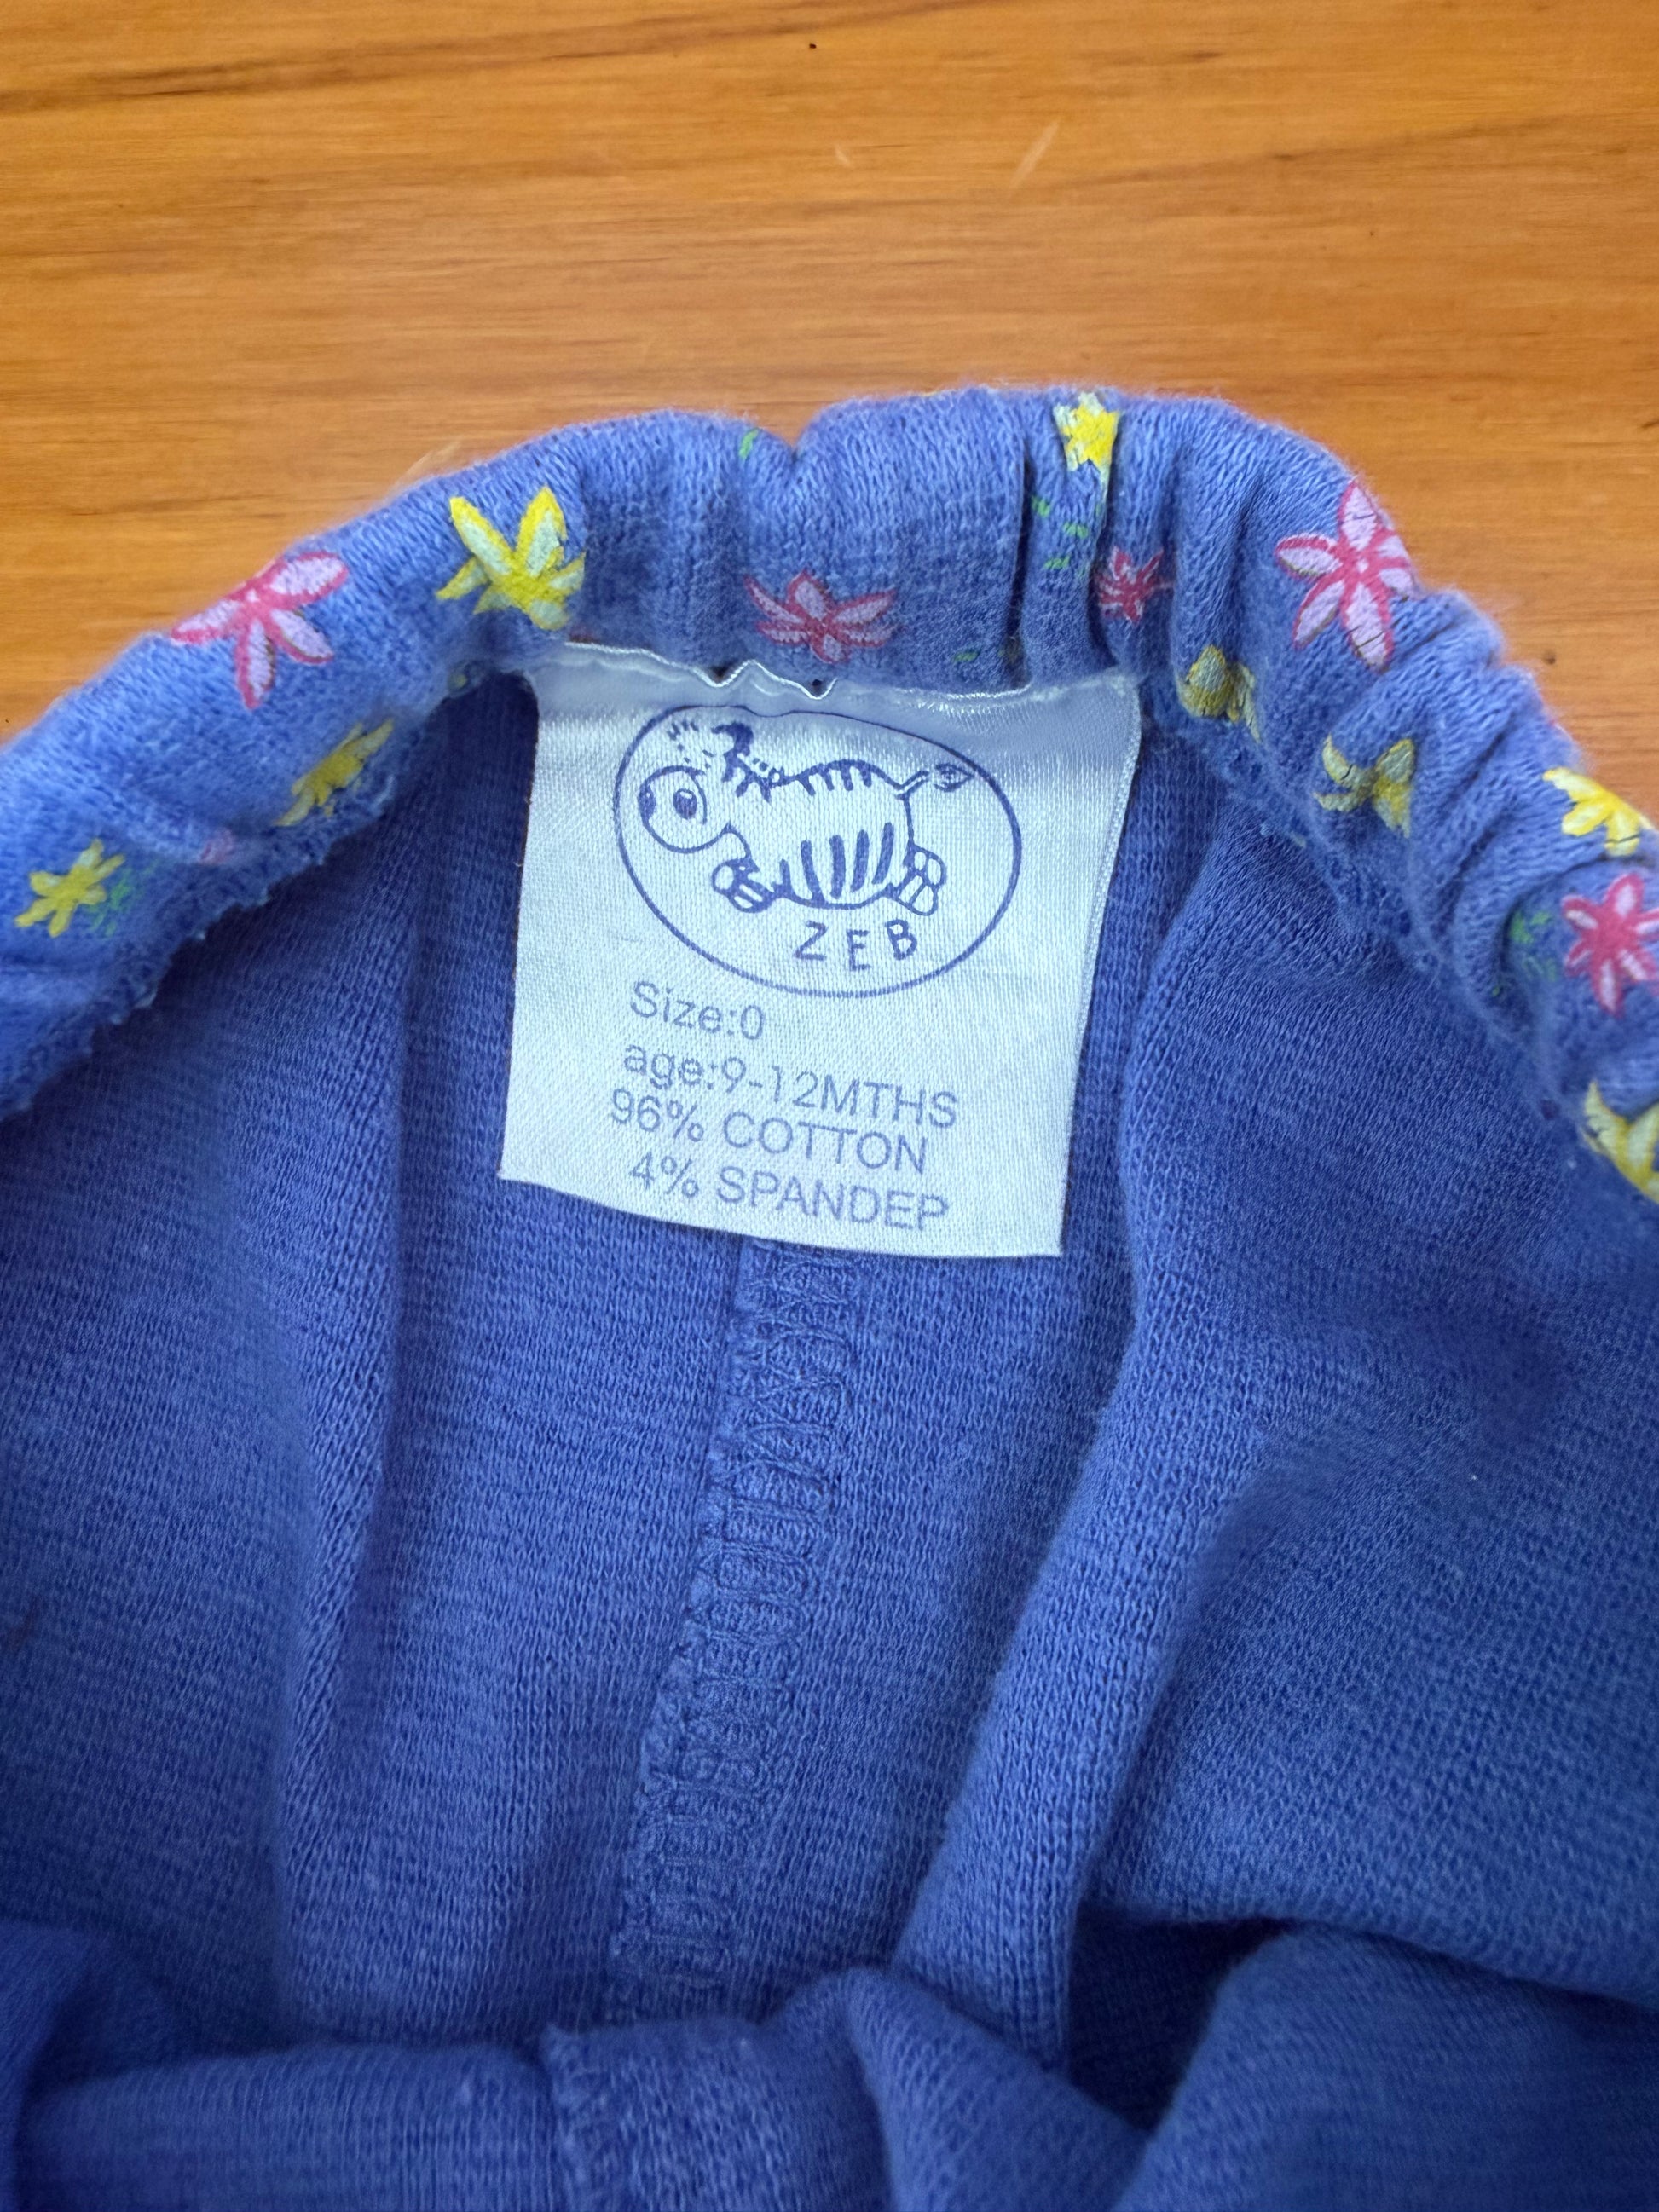 ZEB
Size:0
age:9-12MTHS
96% COTTON
4% SPANDEP